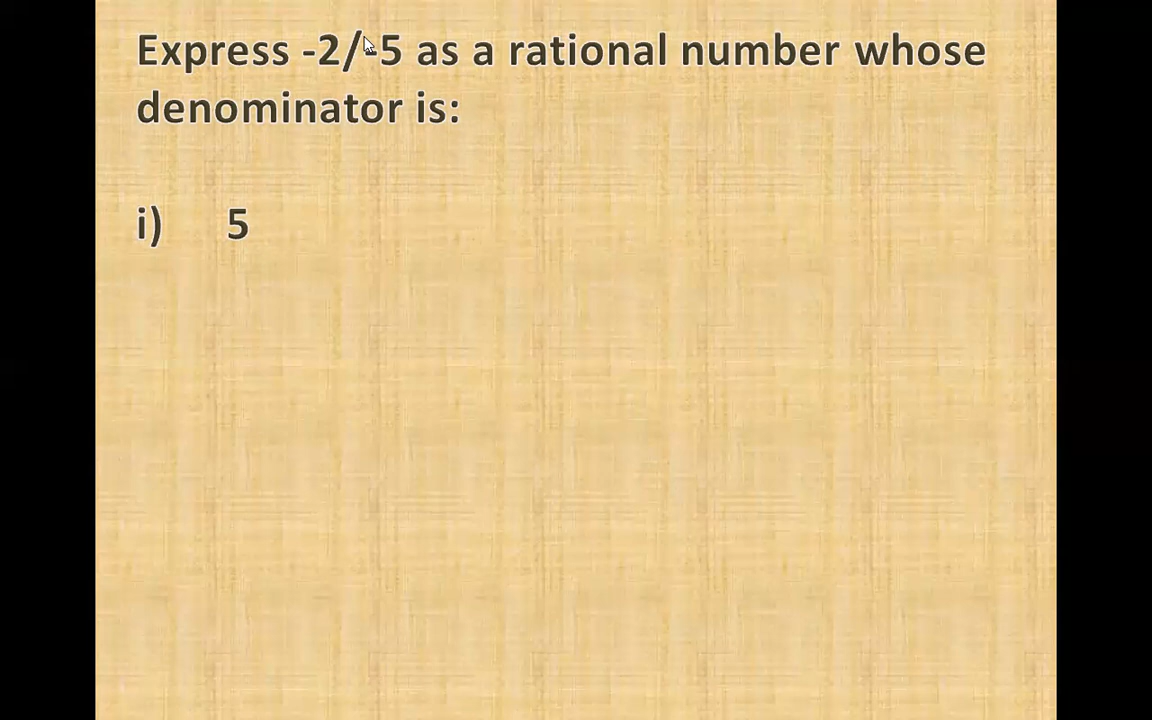 Express -2/-5 as a rational number whose
denominator is:
i) 5